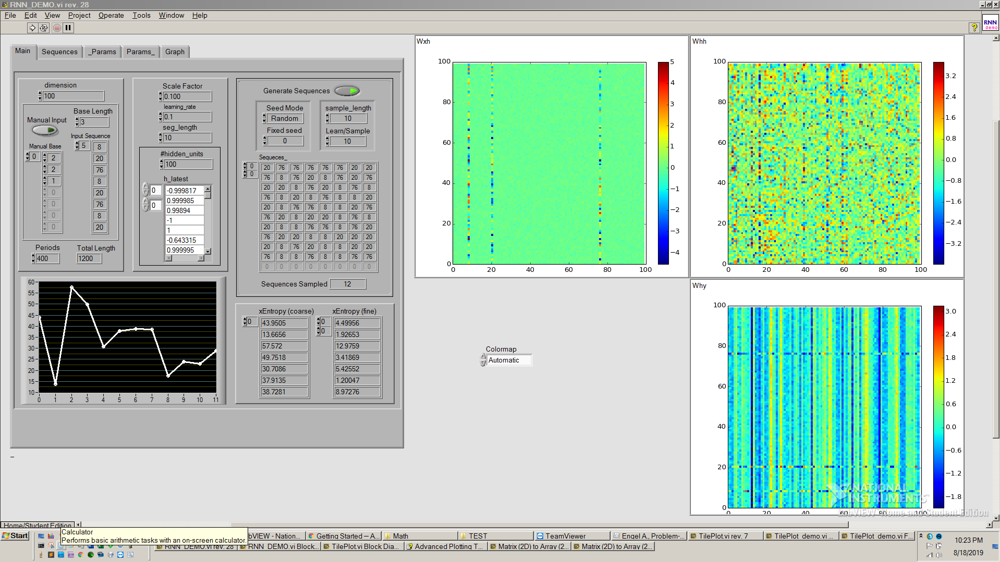 RNN_DEMO.vi rev. 28
File Edit View Project Operate Tools Window Help
RNN
demo
Main Sequences _Params Params_ Graph
dimension
100
Manual Input
Base Length
3
Manual Base
Input Sequence
0
2
2
1
0
0
0
0
5
8
20
76
8
20
76
8
20
Periods
400
Total Length
1200
Scale Factor
0.100
learning_rate
0.1
seg_length
10
#hidden_units
100
h_latest
0
0
-0.999817
0.999985
0.99894
-1
1
-0.643315
0.999995
Generate Sequences
Seed Mode
Random
Fixed seed
0
sample_length
10
Learn/Sample
10
Sequeces_
0
0
20 76 76 76 76 76 20 20
76 8 8 8 8 8 76 76
20 20 20 20 20 20 76 8
76 8 20 8 76 8 8 20
20 76 8 20 8 20 20 76
76 20 76 76 20 76 76 8
20 8 20 8 76 8 8 20
76 20 8 20 8 20 20 76
20 8 76 20 20 8 8 20
76 76 8 8 8 20 76 76
0 0 0 0 0 0 0 0
Sequences Sampled 12
60
55
50
45
40
35
30
25
20
15
10
0 1 2 3 4 5 6 7 8 9 10 11
xEntropy (coarse)
0
43.9505
13.6656
57.572
49.7518
30.7086
37.9135
38.7281
xEntropy (fine)
0
0
4.49956
1.92653
12.9759
3.41869
5.42552
1.20047
8.97276
Wxh
100
80
60
40
20
0
0 20 40 60 80 100
5
4
3
2
1
0
−1
−2
−3
−4
Whh
100
80
60
40
20
0
0 20 40 60 80 100
3.2
2.4
1.6
0.8
0.0
−0.8
−1.6
−2.4
−3.2
Colormap
Automatic
Why
100
80
60
40
20
0
0 20 40 60 80 100
3.0
2.4
1.8
1.2
0.6
0.0
−0.6
−1.2
−1.8
NATIONAL
INSTRUMENTS
LabVIEW Home and Student Edition
Home/Student Edition
Calculator
Performs basic arithmetic tasks with an on-screen calculator.
Start
bVIEW - Nation... Getting Started – A... Math TEST TeamViewer Engel A., Problem-... TilePlot.vi rev. 7 TilePlot_demo.vi ... TilePlot_demo.vi F...
RNN_DEMO.vi rev. 28 RNN_DEMO.vi Block... TilePlot.vi Block Dia... Advanced Plotting T... Matrix (2D) to Array (2... Matrix (2D) to Array (2...
10:23 PM
8/18/2019